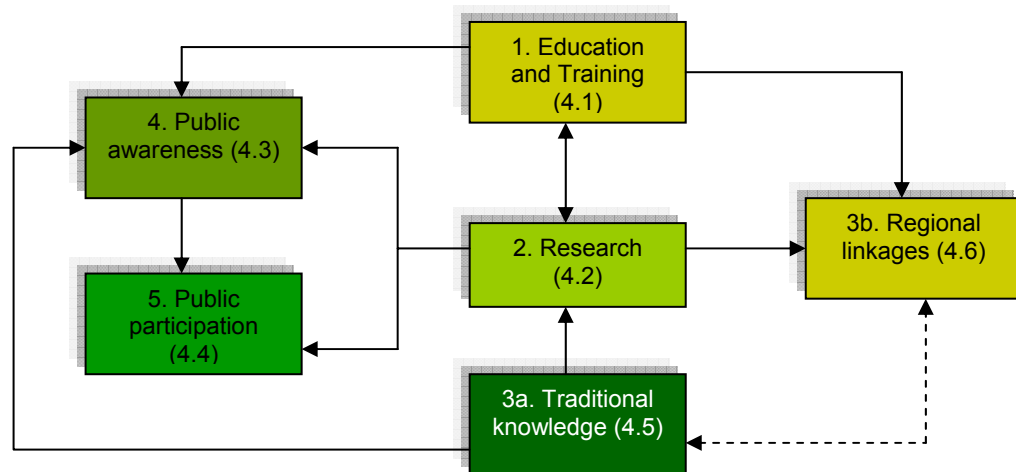 1. Education
and Training
(4.1)
4. Public
awareness (4.3)
2. Research
(4.2)
3b. Regional
linkages (4.6)
5. Public
participation
(4.4)
3a. Traditional
knowledge (4.5)